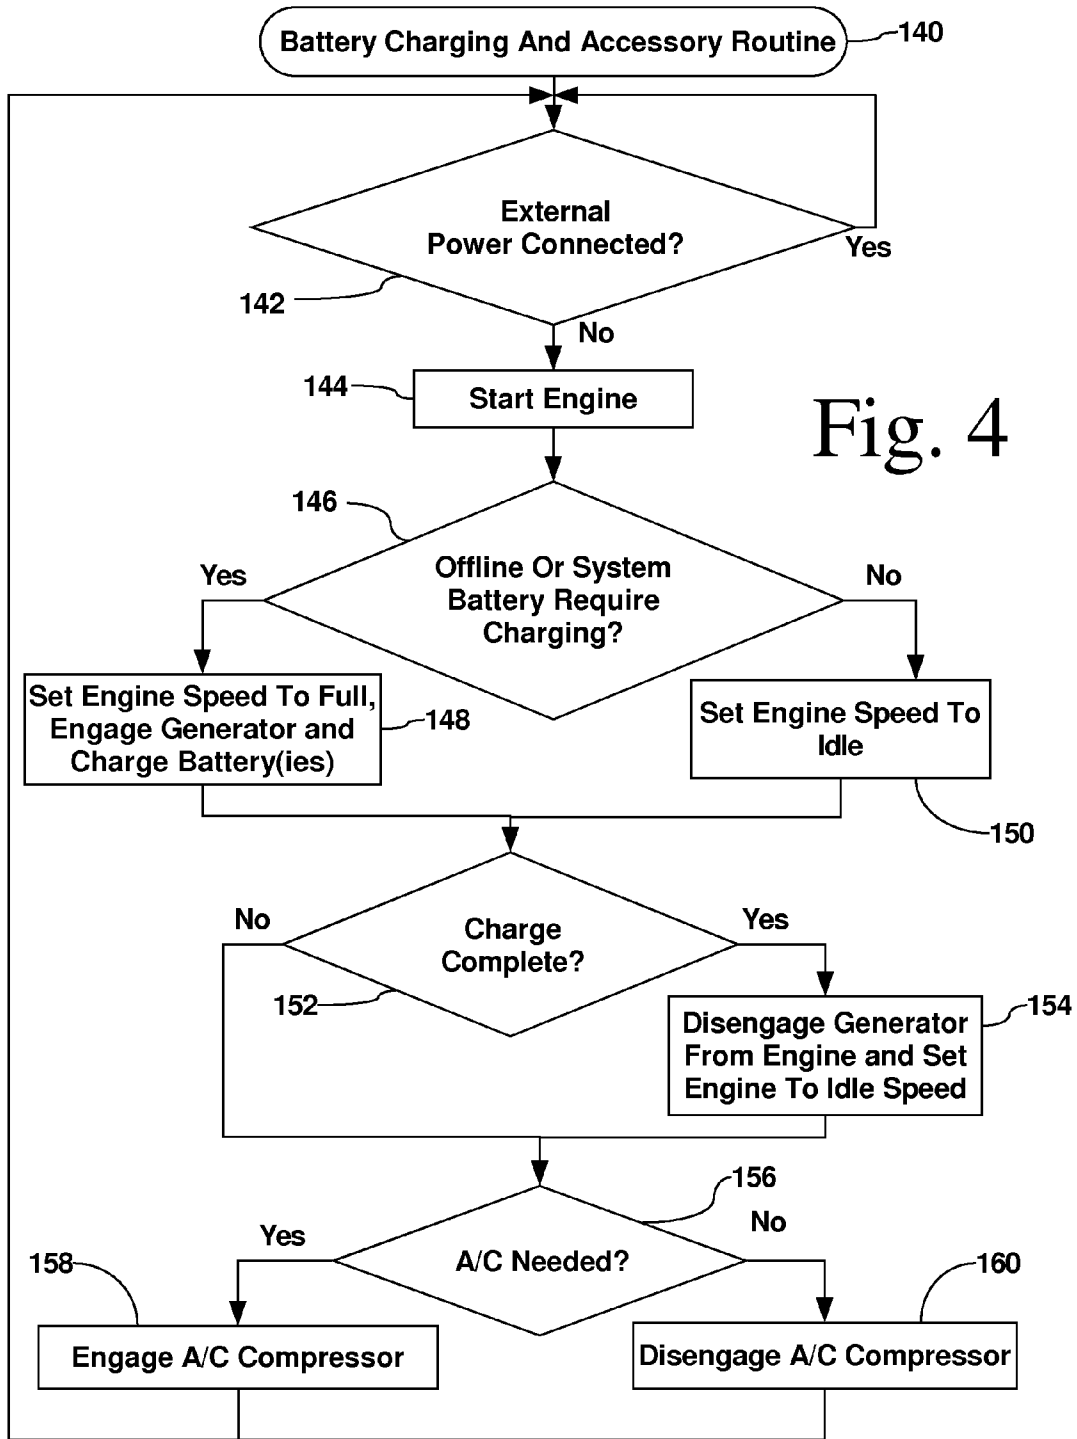 Battery Charging And Accessory Routine
140
External
Power Connected?
Yes
142
No
144
Start Engine
Fig. 4
146
Offline Or System
Battery Require
Charging?
Yes
No
Set Engine Speed To Full,
Engage Generator and
Charge Battery(ies)
148
Set Engine Speed To
Idle
150
No
Charge
Complete?
Yes
152
Disengage Generator
From Engine and Set
Engine To Idle Speed
154
156
Yes
A/C Needed?
No
158
160
Engage A/C Compressor
Disengage A/C Compressor